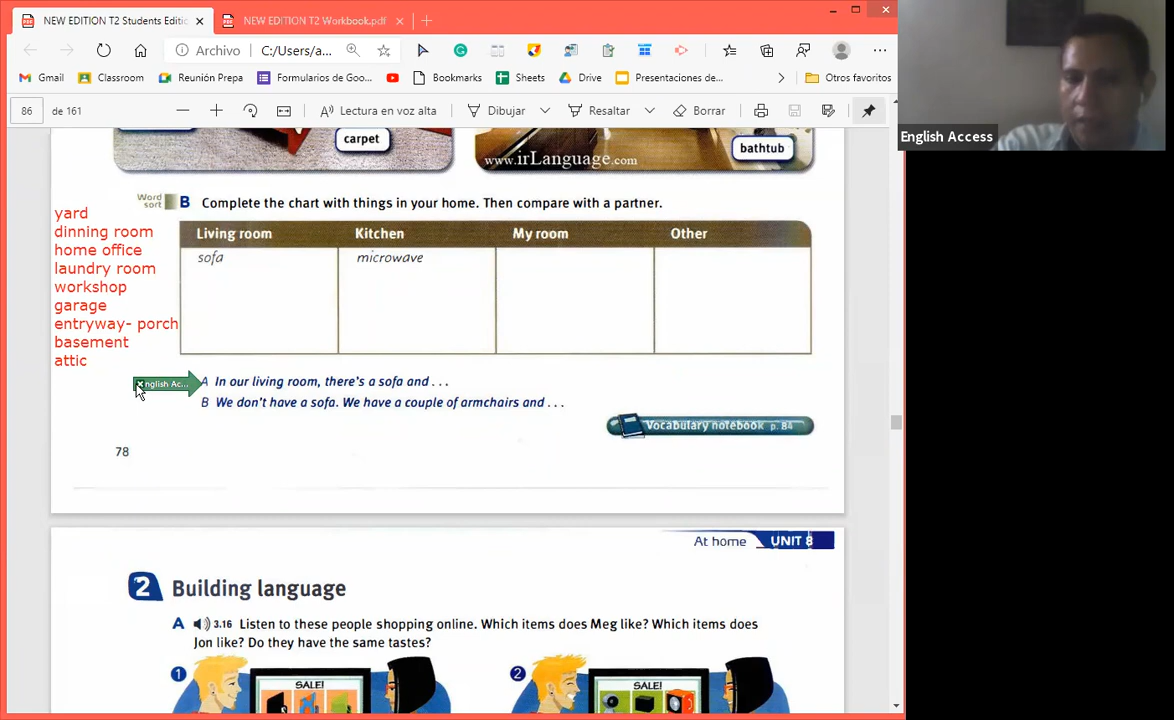 NEW EDITION T2 Students Editic
NEW EDITION T2 Workbook.pdf
Archivo
C:/Users/a...
Gmail
Classroom
Reunión Prepa
Formularios de Goo...
Bookmarks
Sheets
Drive
Presentaciones de...
Otros favoritos
86 de 161
Lectura en voz alta
Dibujar
Resaltar
Borrar
English Access
carpet
www.irLanguage.com
bathtub
Word sort
B Complete the chart with things in your home. Then compare with a partner.
Living room Kitchen My room Other
sofa microwave
yard
dinning room
home office
laundry room
workshop
garage
entryway- porch
basement
attic
English Ac...
A In our living room, there's a sofa and . . .
B We don't have a sofa. We have a couple of armchairs and . . .
Vocabulary notebook p. 84
78
At home UNIT 8
2 Building language
A 3.16 Listen to these people shopping online. Which items does Meg like? Which items does
Jon like? Do they have the same tastes?
1 SALE!
2 SALE!